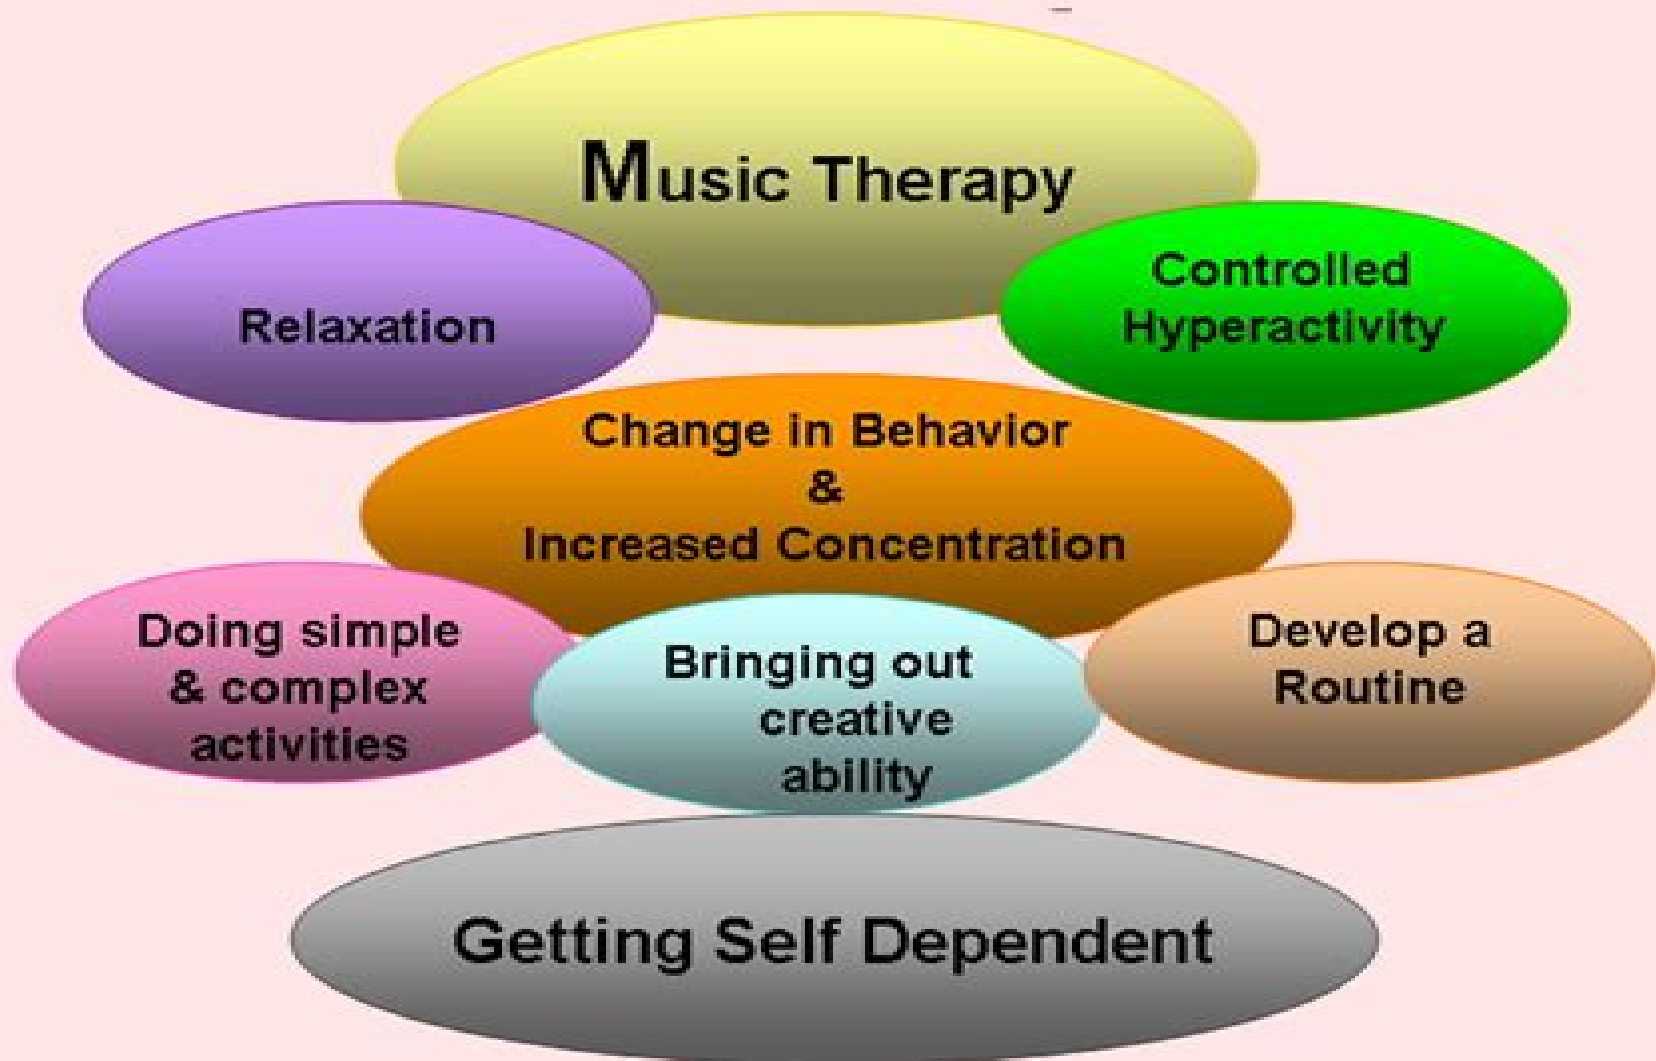 Music Therapy
Relaxation
Controlled
Hyperactivity
Change in Behavior
&
Increased Concentration
Doing simple
& complex
activities
Bringing out
creative
ability
Develop a
Routine
Getting Self Dependent